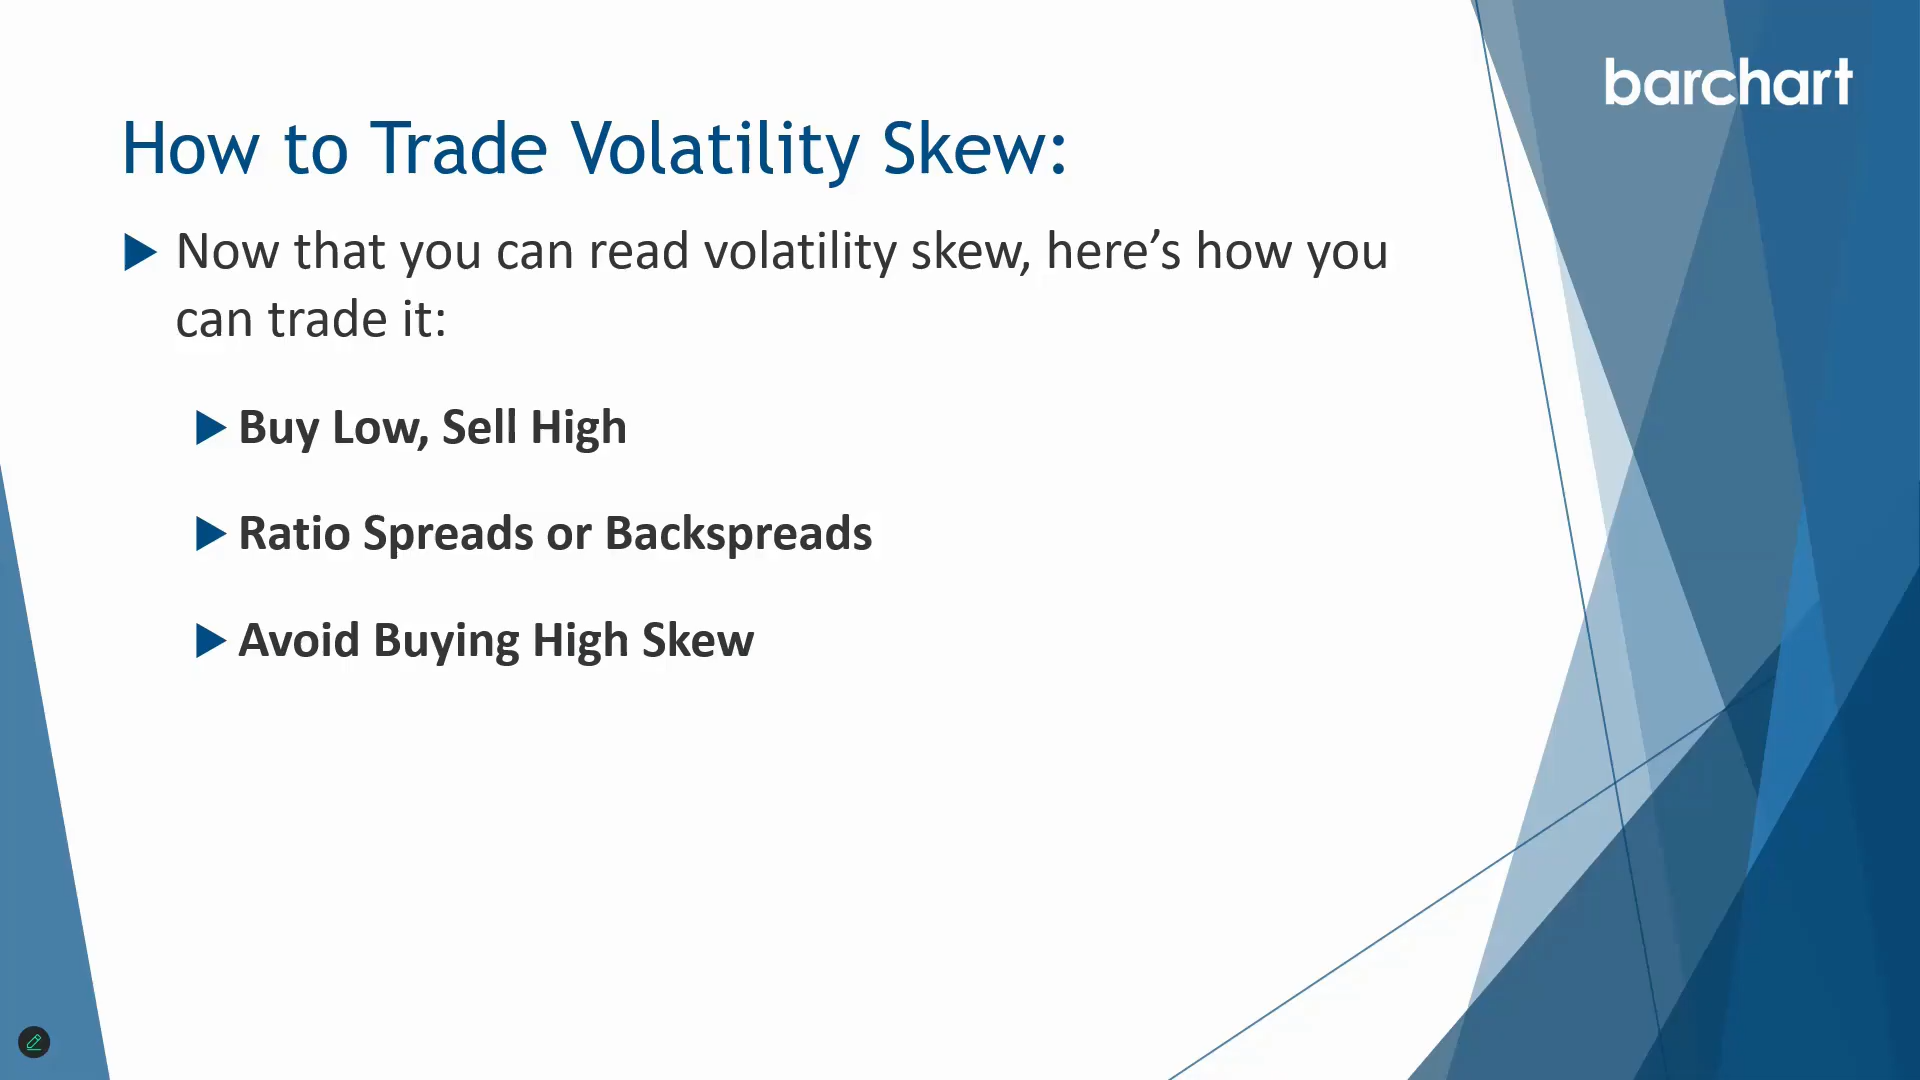 barchart
How to Trade Volatility Skew:
Now that you can read volatility skew, here’s how you
can trade it:
Buy Low, Sell High
Ratio Spreads or Backspreads
Avoid Buying High Skew